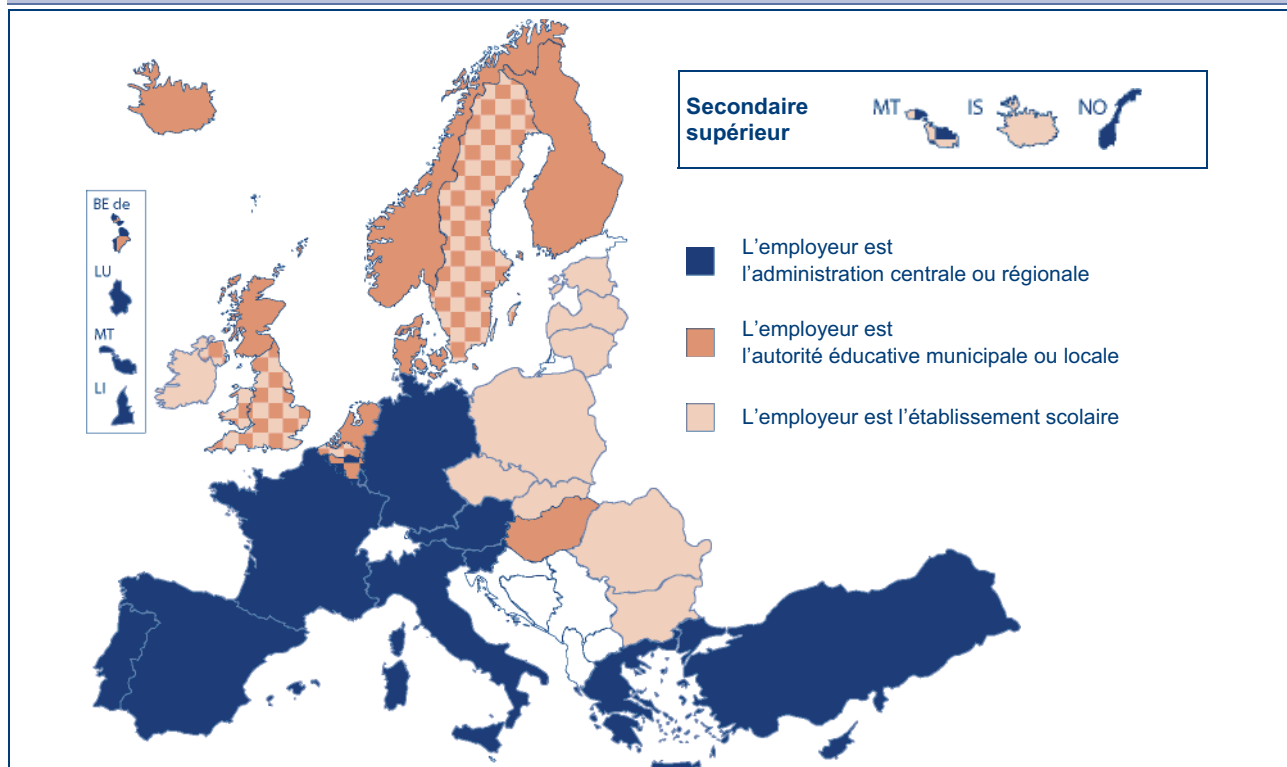 Secondaire
supérieur
MT
IS
NO
BE de
LU
MT
LI
L'employeur est
l'administration centrale ou régionale
L'employeur est
l'autorité éducative municipale ou locale
L'employeur est l'établissement scolaire